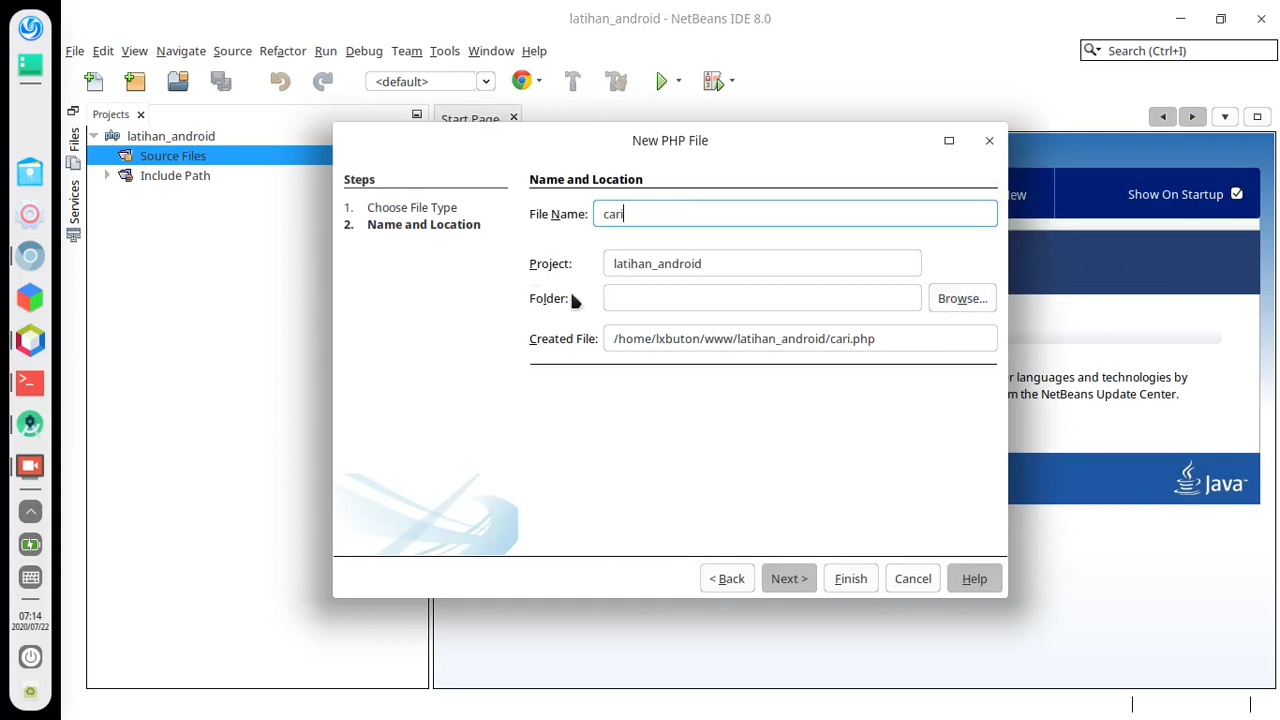 latihan_android - NetBeans IDE 8.0
File Edit View Navigate Source Refactor Run Debug Team Tools Window Help
Search (Ctrl+I)
<default>
Projects
Start Page
Files
Services
latihan_android
Source Files
Include Path
New PHP File
Steps
1. Choose File Type
2. Name and Location
Name and Location
File Name: cari
Project: latihan_android
Folder:
Browse...
Created File: /home/lxbuton/www/latihan_android/cari.php
< Back Next > Finish Cancel Help
ew
Show On Startup
r languages and technologies by
m the NetBeans Update Center.
Java
07:14
2020/07/22